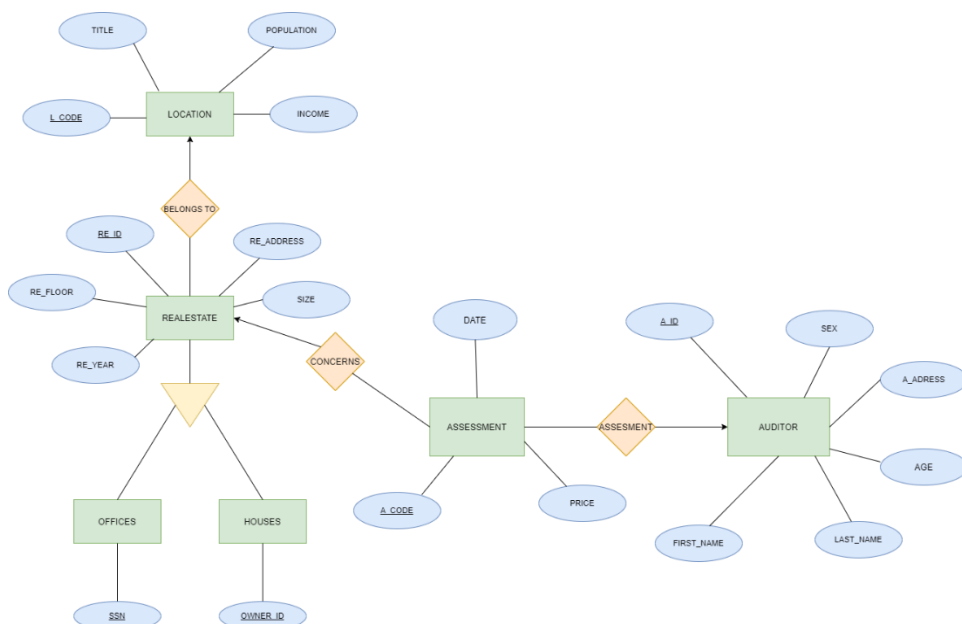 TITLE
POPULATION
L_CODE
LOCATION
INCOME
BELONGS TO
RE_ID
RE_ADDRESS
RE_FLOOR
SIZE
REALESTATE
RE_YEAR
CONCERNS
DATE
A_ID
SEX
A_ADRESS
ASSESSMENT
ASSESMENT
AUDITOR
AGE
A_CODE
PRICE
FIRST_NAME
LAST_NAME
OFFICES
HOUSES
SSN
OWNER_ID